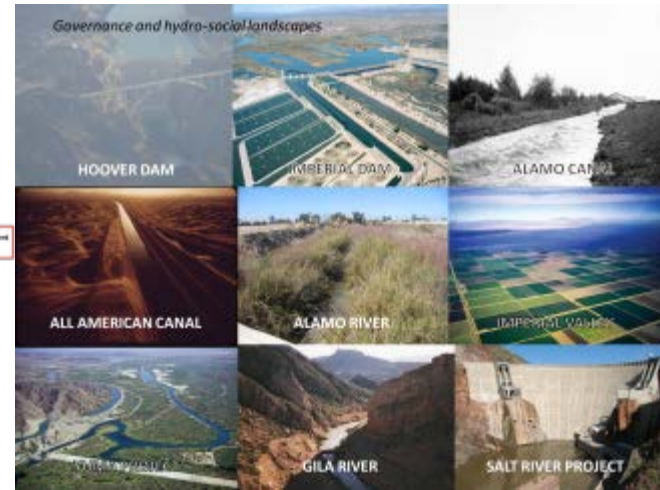 Governance and hydro-social landscapes
HOOVER DAM
IMPERIAL DAM
ALAMO CANAL
ALL AMERICAN CANAL
ALAMO RIVER
IMPERIAL VALLEY
GILA RIVER
SALT RIVER PROJECT